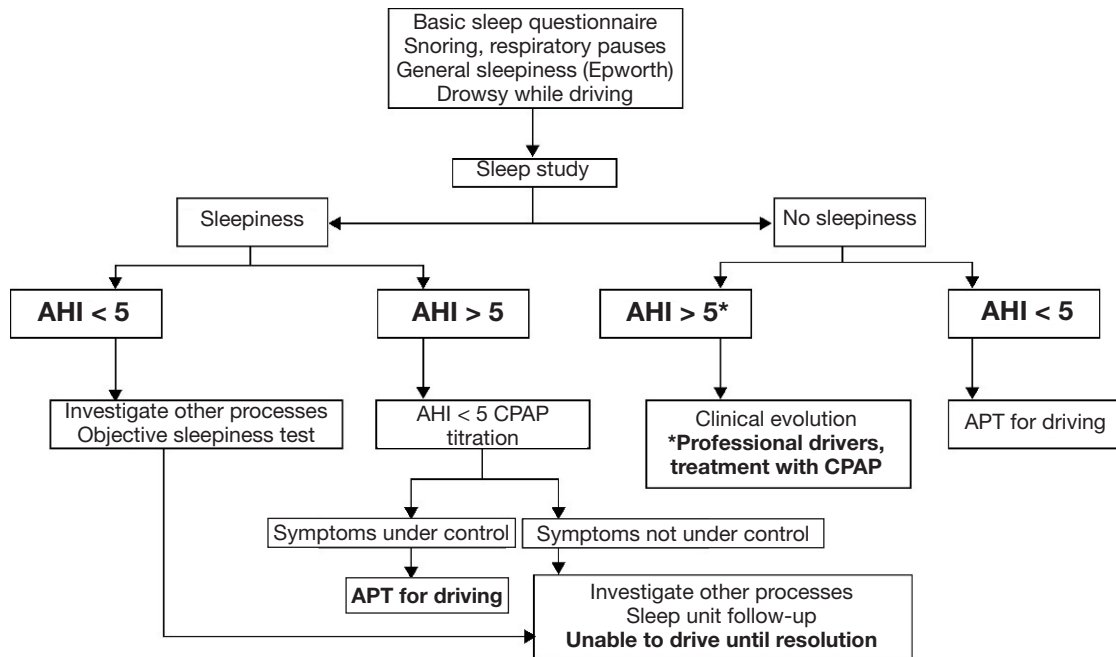 Basic sleep questionnaire
Snoring, respiratory pauses
General sleepiness (Epworth)
Drowsy while driving
Sleep study
Sleepiness
No sleepiness
AHI < 5
AHI > 5
AHI > 5*
AHI < 5
Investigate other processes
Objective sleepiness test
AHI < 5 CPAP
titration
Clinical evolution
*Professional drivers,
treatment with CPAP
APT for driving
Symptoms under control
Symptoms not under control
APT for driving
Investigate other processes
Sleep unit follow-up
Unable to drive until resolution